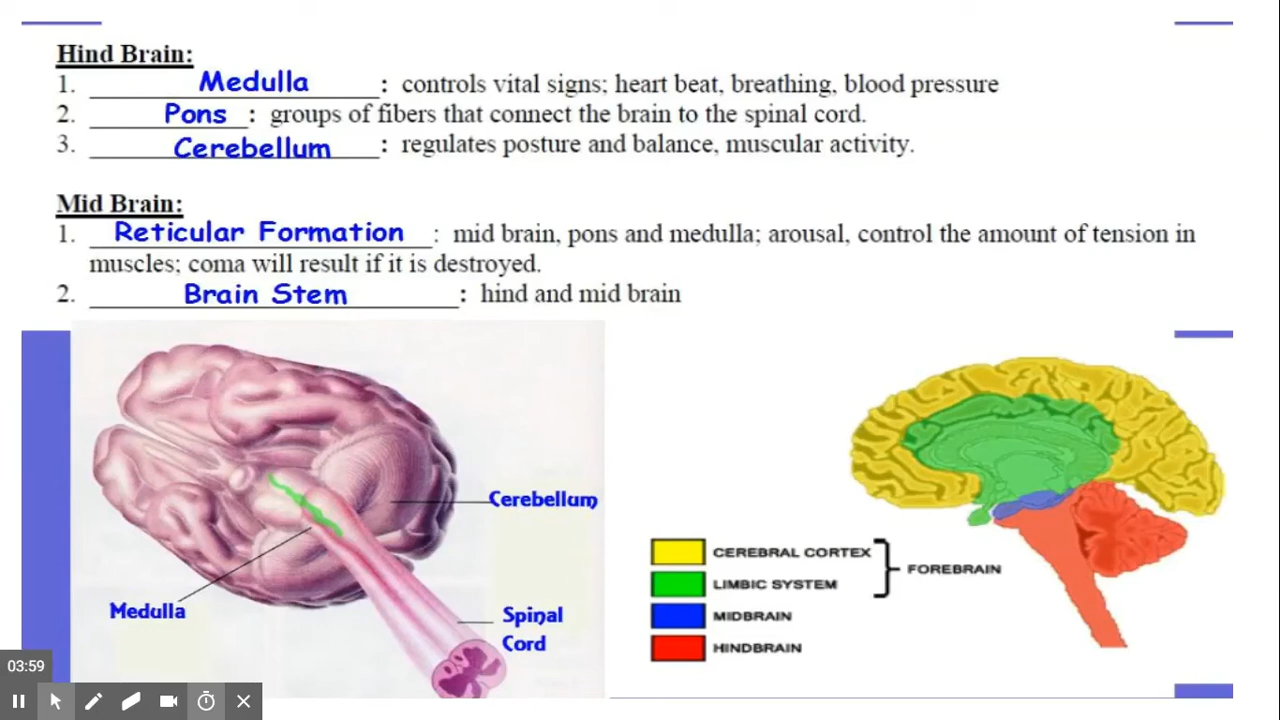 Hind Brain:
1. Medulla : controls vital signs; heart beat, breathing, blood pressure
2. Pons : groups of fibers that connect the brain to the spinal cord.
3. Cerebellum : regulates posture and balance, muscular activity.
Mid Brain:
1. Reticular Formation : mid brain, pons and medulla; arousal, control the amount of tension in
muscles; coma will result if it is destroyed.
2. Brain Stem : hind and mid brain
Cerebellum
Medulla
Spinal
Cord
CEREBRAL CORTEX
LIMBIC SYSTEM
FOREBRAIN
MIDBRAIN
HINDBRAIN
03:59